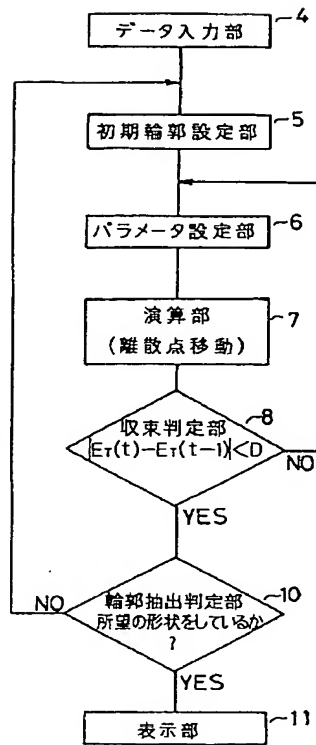 データ入力部 ~4
初期輪郭設定部 ~5
パラメータ設定部 ~6
演算部
(離散点移動) ~7
収束判定部 ~8
|ET(t)-ET(t-1)|<D
NO
YES
輪郭抽出判定部 ~10
所望の形状をしているか
?
NO
YES
表示部 ~11